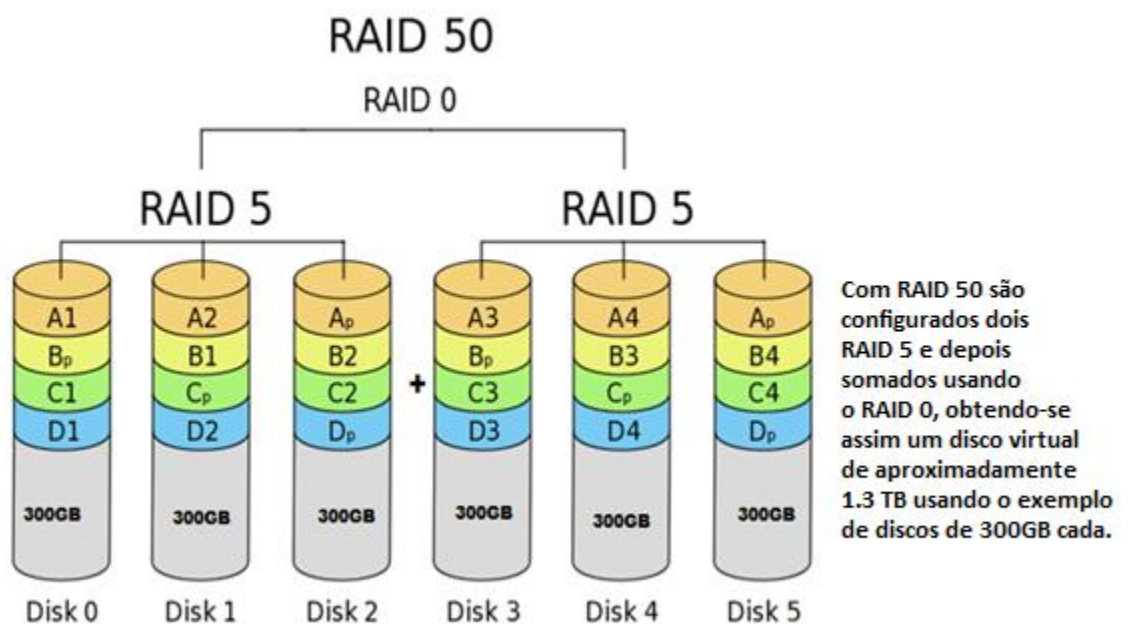 RAID 50
RAID 0
RAID 5
RAID 5
A1 A2 Ap A3 A4 Ap
Bp B1 B2 Bp B3 B4
C1 Cp C2 + C3 Cp C4
D1 D2 Dp D3 D4 Dp
300GB 300GB 300GB 300GB 300GB 300GB
Disk 0 Disk 1 Disk 2 Disk 3 Disk 4 Disk 5
Com RAID 50 são
configurados dois
RAID 5 e depois
somados usando
o RAID 0, obtendo-se
assim um disco virtual
de aproximadamente
1.3 TB usando o exemplo
de discos de 300GB cada.